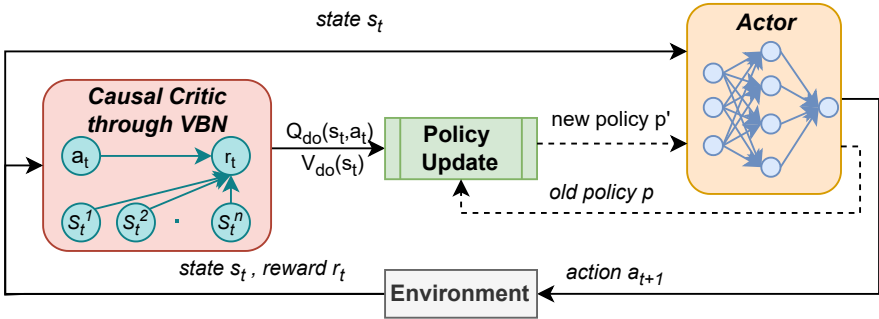 state s_t
Actor
Causal Critic
through VBN
a_t
r_t
S_t^1
S_t^2
.
S_t^n
Q_do(s_t,a_t)
V_do(s_t)
Policy
Update
new policy p'
old policy p
state s_t , reward r_t
Environment
action a_{t+1}